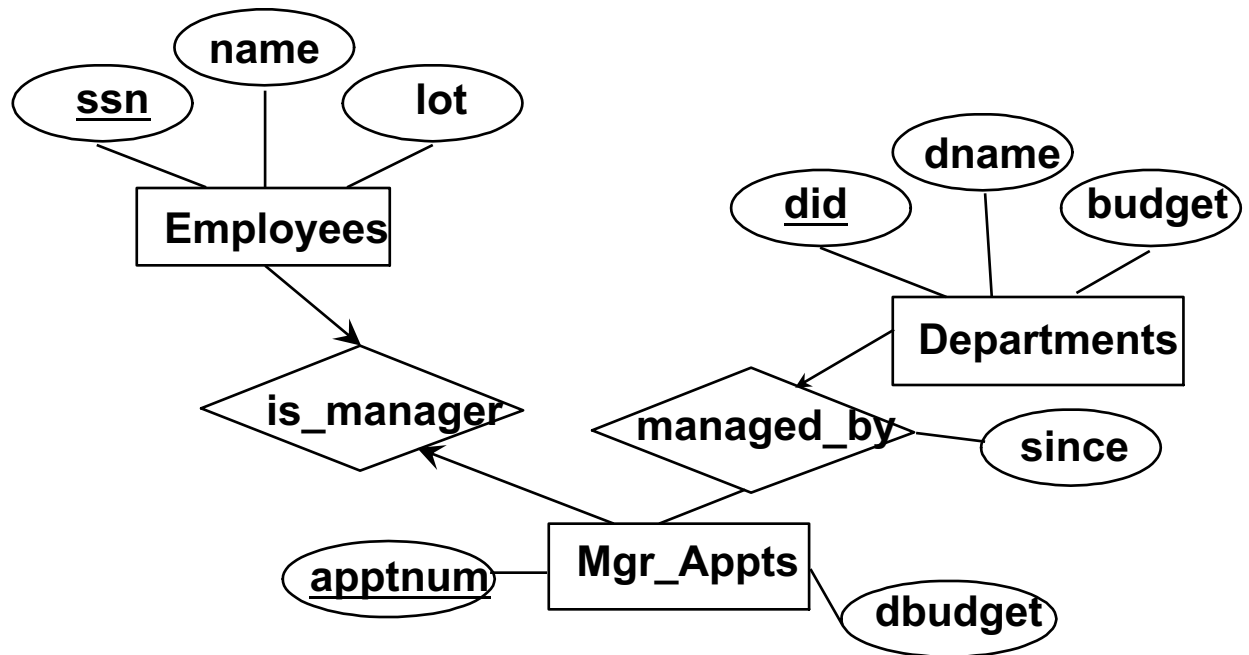 name
ssn
lot
Employees
dname
did
budget
Departments
is_manager
managed_by
since
Mgr_Appts
apptnum
dbudget